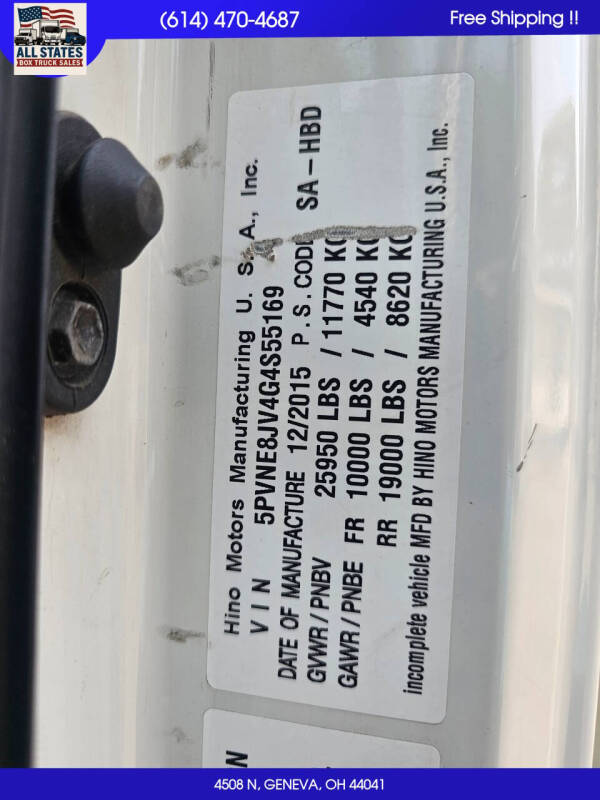 ALL STATES
BOX TRUCK SALES
(614) 470-4687
Free Shipping !!
Hino Motors Manufacturing U. S. A., Inc.
VIN 5PVNE8JV4G4S55169
DATE OF MANUFACTURE 12/2015 P.S.CODE SA-HBD
GVWR/PNBV 25950 LBS / 11770 KG
GAWR/PNBE FR 10000 LBS / 4540 KG
RR 19000 LBS / 8620 KG
incomplete vehicle MFD BY HINO MOTORS MANUFACTURING U.S.A., Inc.
N
4508 N, GENEVA, OH 44041